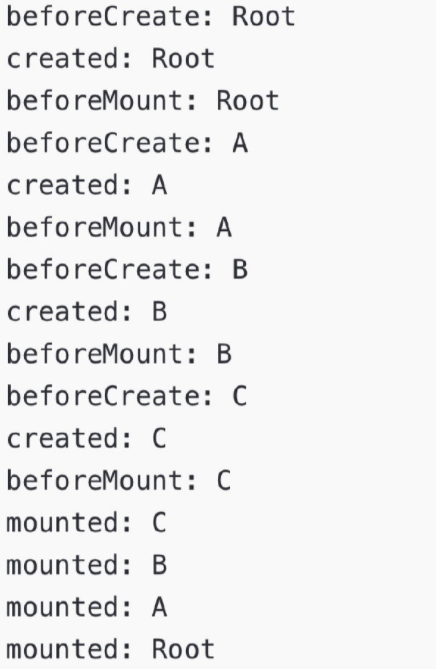 beforeCreate: Root
created: Root
beforeMount: Root
beforeCreate: A
created: A
beforeMount: A
beforeCreate: B
created: B
beforeMount: B
beforeCreate: C
created: C
beforeMount: C
mounted: C
mounted: B
mounted: A
mounted: Root